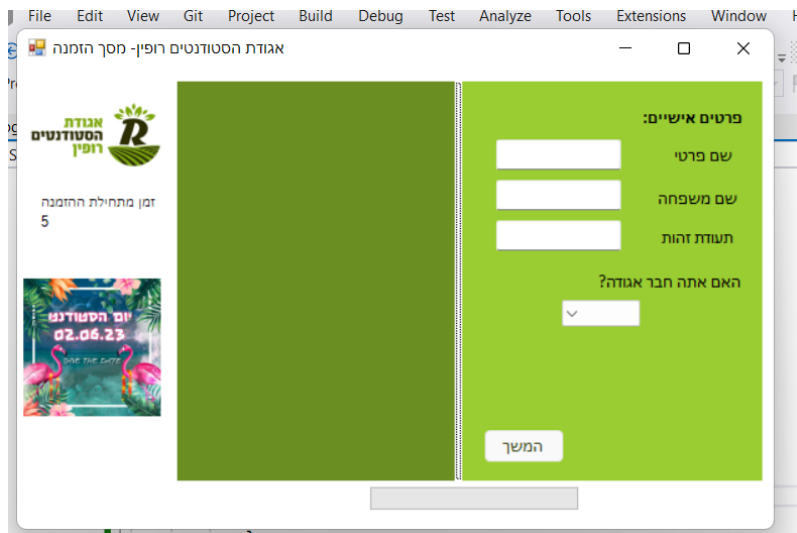 File Edit View Git Project Build Debug Test Analyze Tools Extensions Window
אגודת הסטודנטים רופין- מסך הזמנה
פרטים אישיים:
שם פרטי
שם משפחה
תעודת זהות
האם אתה חבר אגודה?
המשך
אגודת
הסטודנטים
רופין
זמן מתחילת ההזמנה
5
יום הסטודנט
02.06.23
SAVE THE DATE